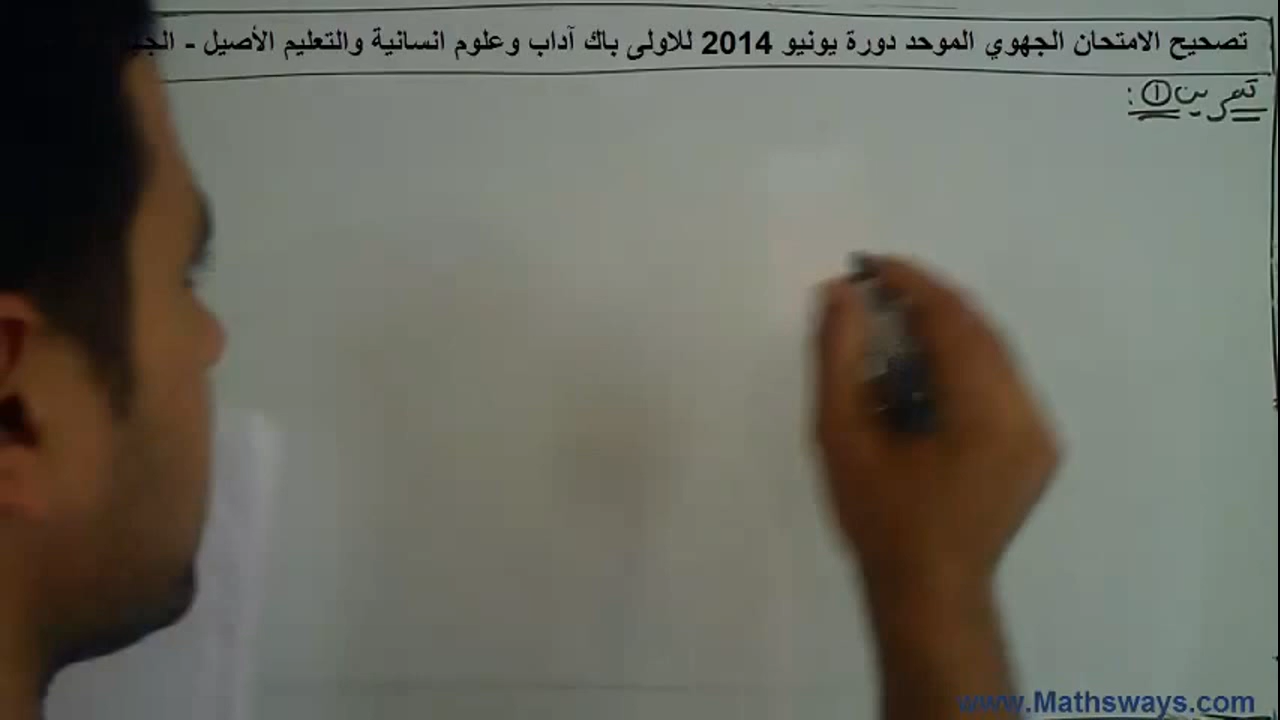 تصحيح الامتحان الجهوي الموحد دورة يونيو 2014 للاولى باك آداب وعلوم انسانية والتعليم الأصيل -
تمرين ①:
www.Mathsways.com